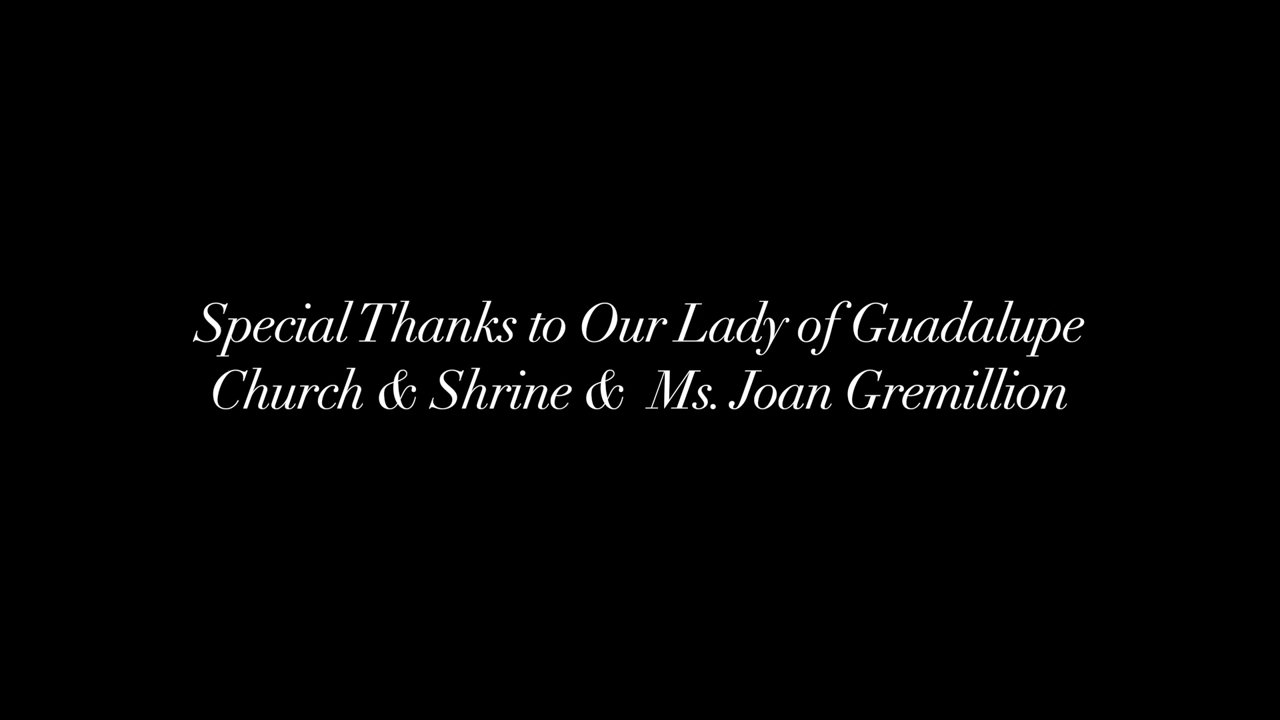 Special Thanks to Our Lady of Guadalupe
Church & Shrine &  Ms. Joan Gremillion